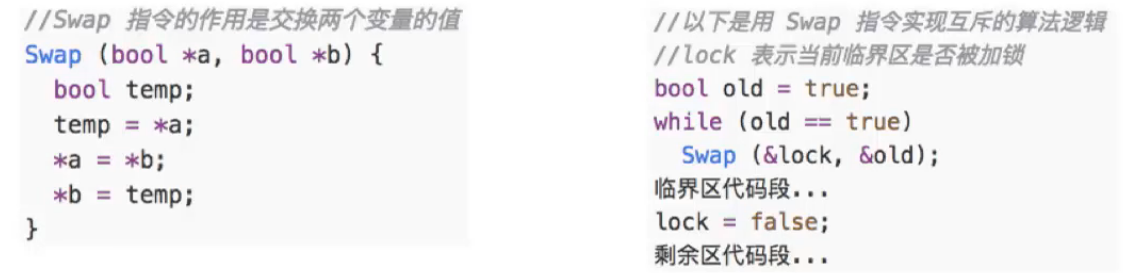 //Swap 指令的作用是交换两个变量的值
Swap (bool *a, bool *b) {
  bool temp;
  temp = *a;
  *a = *b;
  *b = temp;
}
//以下是用 Swap 指令实现互斥的算法逻辑
//lock 表示当前临界区是否被加锁
bool old = true;
while (old == true)
  Swap (&lock, &old);
临界区代码段...
lock = false;
剩余区代码段...